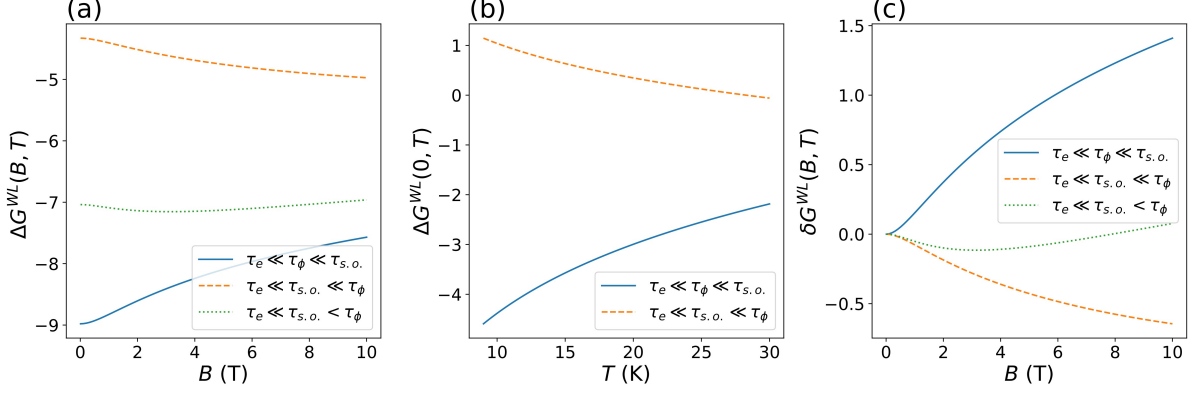 (a)
ΔG^{WL}(B, T)
−5
−6
−7
−8
−9
τ_e ≪ τ_ϕ ≪ τ_{s.o.}
τ_e ≪ τ_{s.o.} ≪ τ_ϕ
τ_e ≪ τ_{s.o.} < τ_ϕ
0 2 4 6 8 10
B (T)
(b)
ΔG^{WL}(0, T)
1
0
−1
−2
−3
−4
τ_e ≪ τ_ϕ ≪ τ_{s.o.}
τ_e ≪ τ_{s.o.} ≪ τ_ϕ
10 15 20 25 30
T (K)
(c)
δG^{WL}(B, T)
1.5
1.0
0.5
0.0
−0.5
τ_e ≪ τ_ϕ ≪ τ_{s.o.}
τ_e ≪ τ_{s.o.} ≪ τ_ϕ
τ_e ≪ τ_{s.o.} < τ_ϕ
0 2 4 6 8 10
B (T)